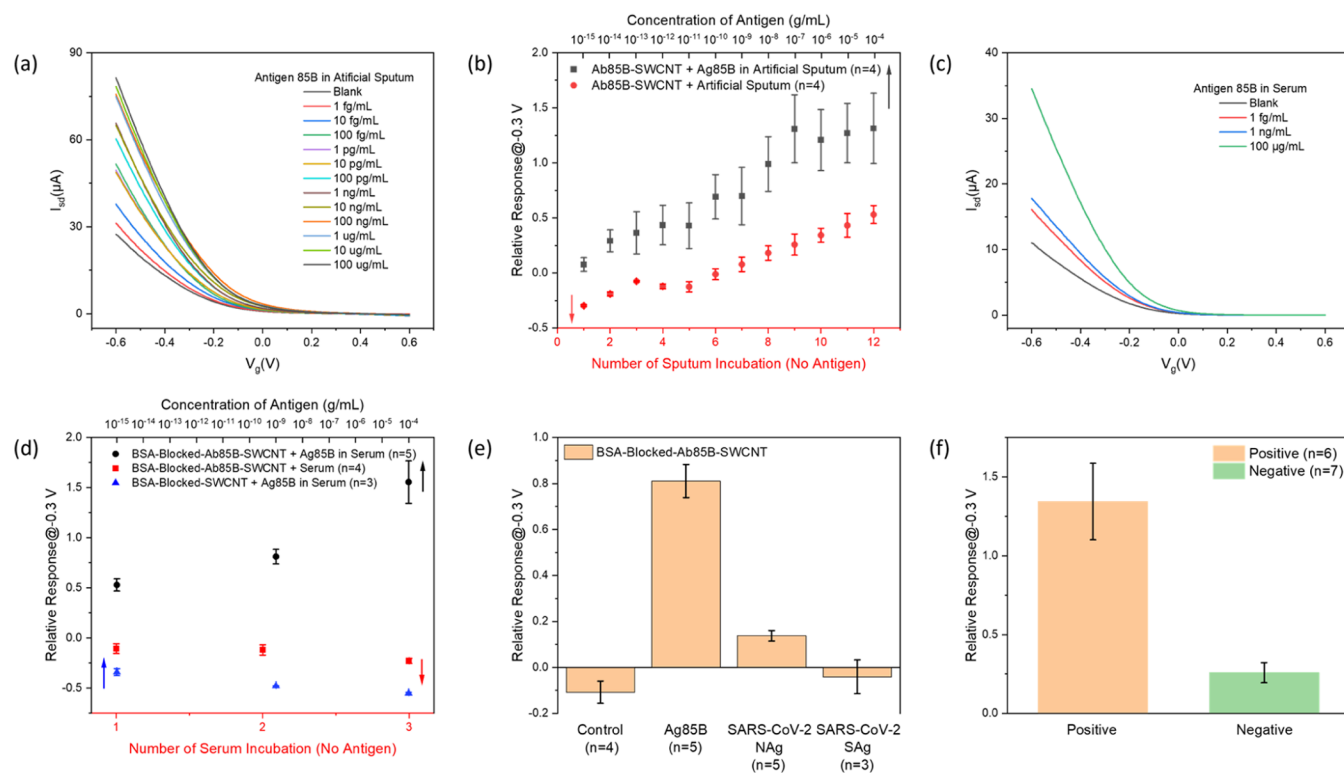 (a)
90
60
30
0
I_sd(μA)
Antigen 85B in Atificial Sputum
Blank
1 fg/mL
10 fg/mL
100 fg/mL
1 pg/mL
10 pg/mL
100 pg/mL
1 ng/mL
10 ng/mL
100 ng/mL
1 ug/mL
10 ug/mL
100 ug/mL
-0.6 -0.4 -0.2 0.0 0.2 0.4 0.6
V_g(V)
(b)
Concentration of Antigen (g/mL)
10^-15 10^-14 10^-13 10^-12 10^-11 10^-10 10^-9 10^-8 10^-7 10^-6 10^-5 10^-4
2.0
1.5
1.0
0.5
0.0
-0.5
Relative Response@-0.3 V
Ab85B-SWCNT + Ag85B in Artificial Sputum (n=4)
Ab85B-SWCNT + Artificial Sputum (n=4)
0 2 4 6 8 10 12
Number of Sputum Incubation (No Antigen)
(c)
40
30
20
10
0
I_sd(μA)
Antigen 85B in Serum
Blank
1 fg/mL
1 ng/mL
100 μg/mL
-0.6 -0.4 -0.2 0.0 0.2 0.4 0.6
V_g(V)
(d)
Concentration of Antigen (g/mL)
10^-15 10^-14 10^-13 10^-12 10^-11 10^-10 10^-9 10^-8 10^-7 10^-6 10^-5 10^-4
2.0
1.5
1.0
0.5
0.0
-0.5
Relative Response@-0.3 V
BSA-Blocked-Ab85B-SWCNT + Ag85B in Serum (n=5)
BSA-Blocked-Ab85B-SWCNT + Serum (n=4)
BSA-Blocked-SWCNT + Ag85B in Serum (n=3)
1 2 3
Number of Serum Incubation (No Antigen)
(e)
1.0
0.8
0.6
0.4
0.2
0.0
-0.2
Relative Response@-0.3 V
BSA-Blocked-Ab85B-SWCNT
Control
(n=4)
Ag85B
(n=5)
SARS-CoV-2
NAg
(n=5)
SARS-CoV-2
SAg
(n=3)
(f)
1.5
1.0
0.5
0.0
Relative Response@-0.3 V
Positive (n=6)
Negative (n=7)
Positive Negative